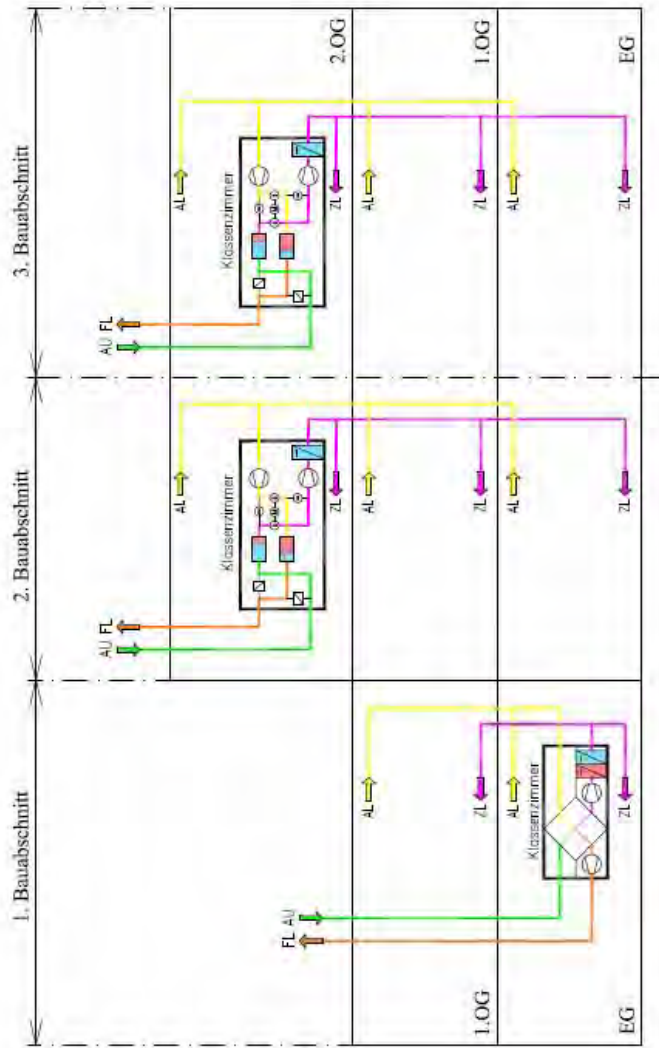 1. Bauabschnitt
2. Bauabschnitt
3. Bauabschnitt
FL AU
AL
ZL
AL
Klassenzimmer
ZL
1.OG
EG
AU FL
AL
Klassenzimmer
ZL
AL
ZL
AL
ZL
AU FL
AL
Klassenzimmer
ZL
AL
ZL
AL
ZL
2.OG
1.OG
EG